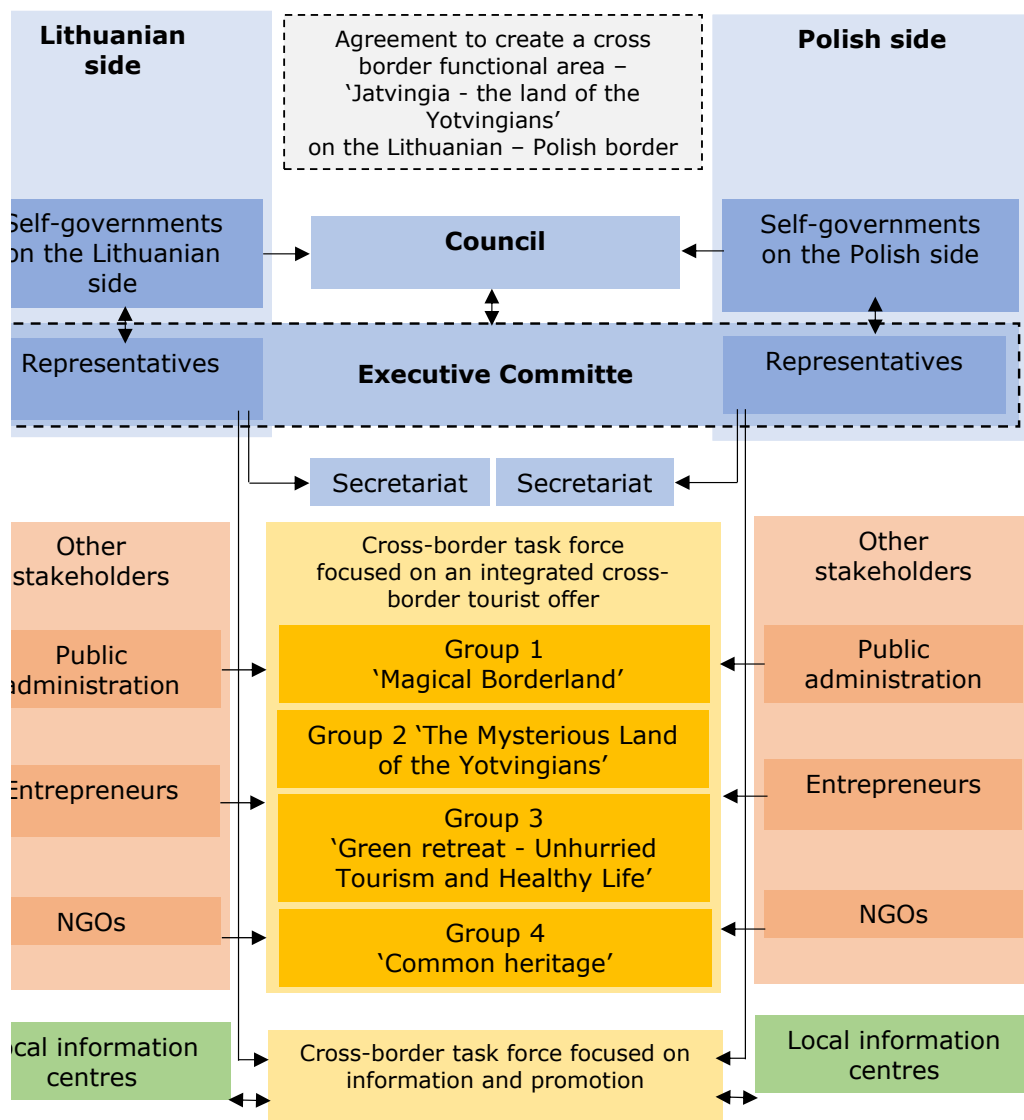 Lithuanian
side
Agreement to create a cross
border functional area –
‘Jatvingia - the land of the
Yotvingians’
on the Lithuanian – Polish border
Polish side
Self-governments
on the Lithuanian
side
Council
Self-governments
on the Polish side
Representatives
Executive Committe
Representatives
Secretariat
Secretariat
Other
stakeholders
Cross-border task force
focused on an integrated cross-
border tourist offer
Other
stakeholders
Public
administration
Group 1
‘Magical Borderland’
Public
administration
Group 2 ‘The Mysterious Land
of the Yotvingians’
Entrepreneurs
Group 3
‘Green retreat - Unhurried
Tourism and Healthy Life’
Entrepreneurs
NGOs
Group 4
‘Common heritage’
NGOs
Local information
centres
Cross-border task force focused on
information and promotion
Local information
centres